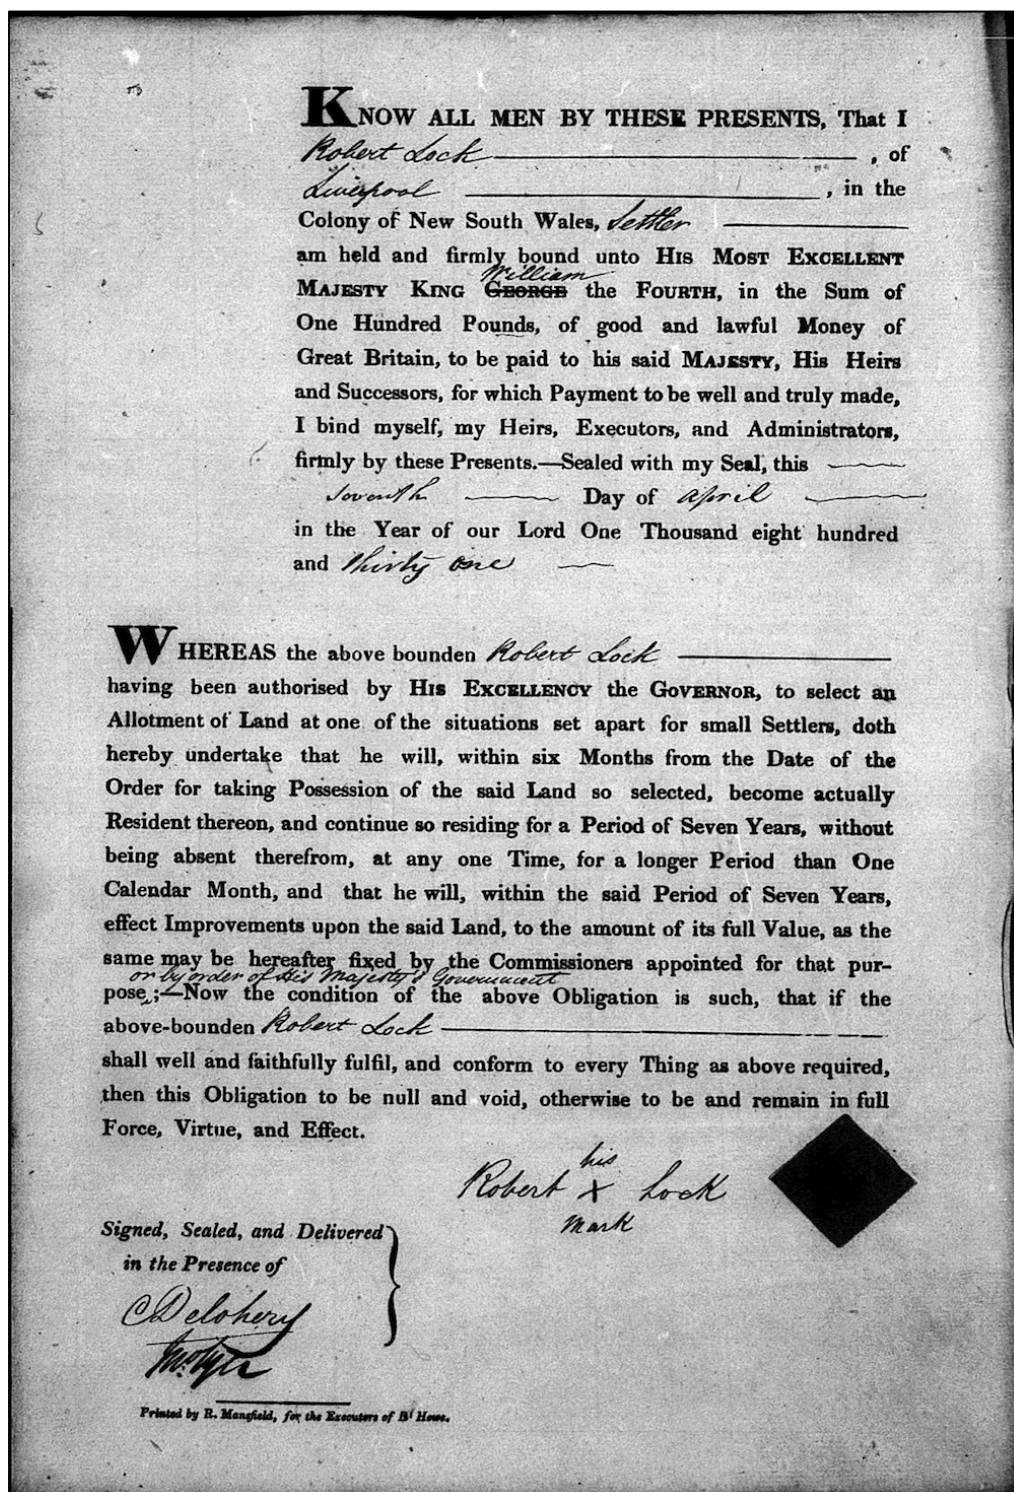 KNOW ALL MEN BY THESE PRESENTS, That I
Robert Lock, of
Liverpool, in the
Colony of New South Wales, Settler
am held and firmly bound unto HIS MOST EXCELLENT
William
MAJESTY KING GEORGE the FOURTH, in the Sum of
One Hundred Pounds, of good and lawful Money of
Great Britain, to be paid to his said MAJESTY, His Heirs
and Successors, for which Payment to be well and truly made,
I bind myself, my Heirs, Executors, and Administrators,
firmly by these Presents.—Sealed with my Seal, this
Seventh Day of April
in the Year of our Lord One Thousand eight hundred
and thirty one
WHEREAS the above bounden Robert Lock
having been authorised by HIS EXCELLENCY the GOVERNOR, to select an
Allotment of Land at one of the situations set apart for small Settlers, doth
hereby undertake that he will, within six Months from the Date of the
Order for taking Possession of the said Land so selected, become actually
Resident thereon, and continue so residing for a Period of Seven Years, without
being absent therefrom, at any one Time, for a longer Period than One
Calendar Month, and that he will, within the said Period of Seven Years,
effect Improvements upon the said Land, to the amount of its full Value, as the
same may be hereafter fixed by the Commissioners appointed for that pur-
or by order of His Majesty's Government
pose;—Now the condition of the above Obligation is such, that if the
above-bounden Robert Lock
shall well and faithfully fulfil, and conform to every Thing as above required,
then this Obligation to be null and void, otherwise to be and remain in full
Force, Virtue, and Effect.
his
Robert X Lock
Mark
Signed, Sealed, and Delivered
in the Presence of
C Delohery
Printed by R. Mansfield, for the Executors of Rt Howe.